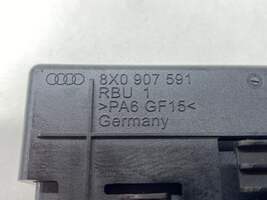 8X0 907 591
RBU 1
>PA6 GF15<
Germany